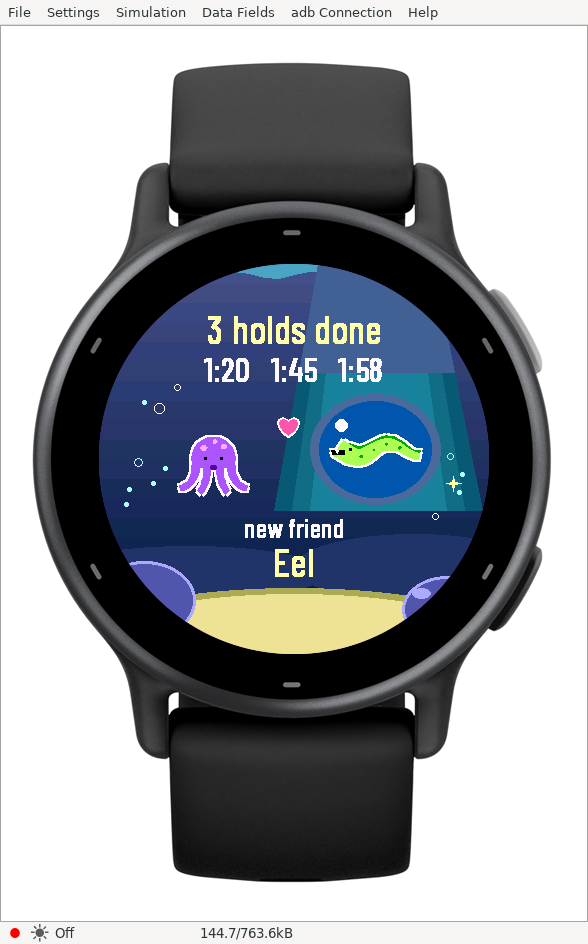 File Settings Simulation Data Fields adb Connection Help
3 holds done
1:20 1:45 1:58
new friend
Eel
Off 144.7/763.6kB